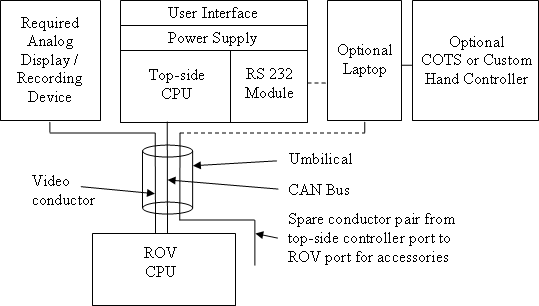 Required
Analog
Display /
Recording
Device
User Interface
Power Supply
Top-side
CPU
RS 232
Module
Optional
Laptop
Optional
COTS or Custom
Hand Controller
Umbilical
CAN Bus
Video
conductor
Spare conductor pair from
top-side controller port to
ROV port for accessories
ROV
CPU